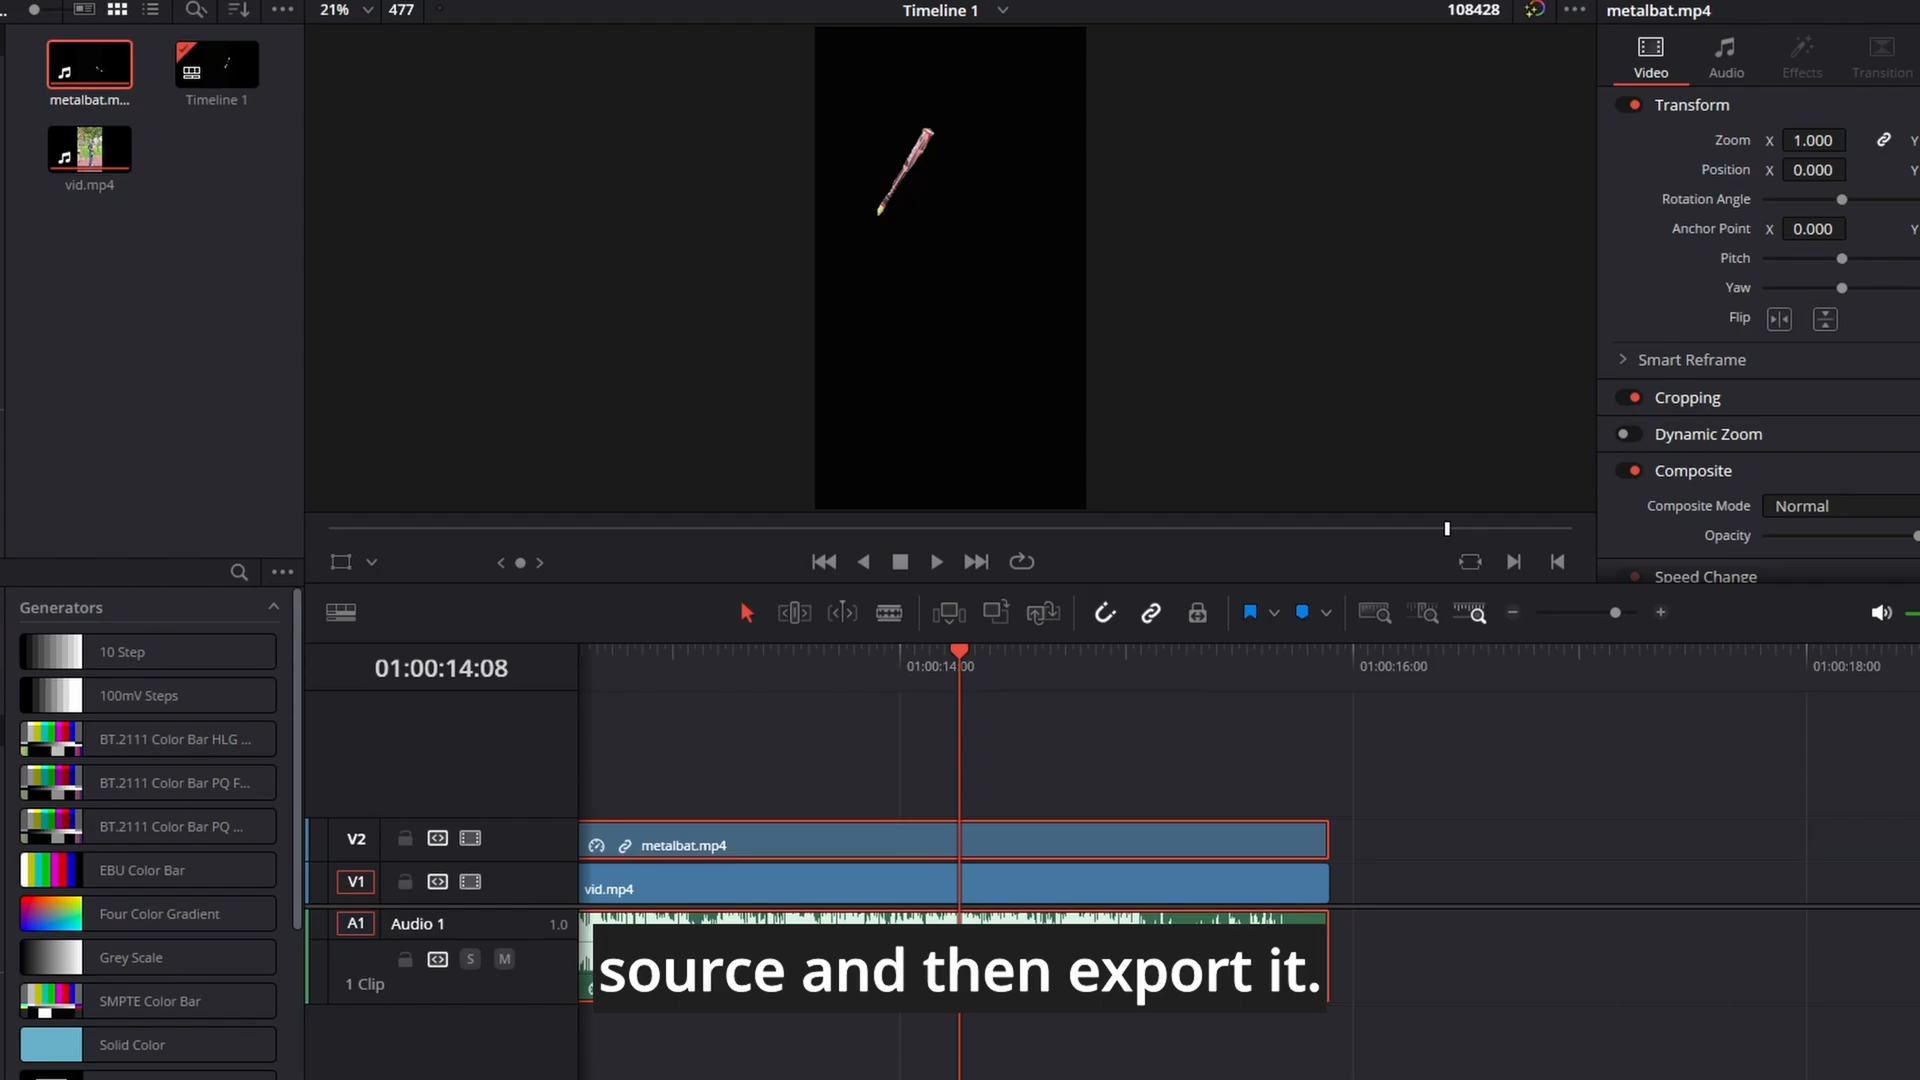 21%
477
Timeline 1
108428
metalbat.mp4
metalbat.m...
Timeline 1
vid.mp4
Video
Audio
Effects
Transition
Transform
Zoom X 1.000 Y
Position X 0.000 Y
Rotation Angle
Anchor Point X 0.000 Y
Pitch
Yaw
Flip
Smart Reframe
Cropping
Dynamic Zoom
Composite
Composite Mode Normal
Opacity
Speed Change
Generators
10 Step
100mV Steps
BT.2111 Color Bar HLG ...
BT.2111 Color Bar PQ F...
BT.2111 Color Bar PQ ...
EBU Color Bar
Four Color Gradient
Grey Scale
SMPTE Color Bar
Solid Color
01:00:14:08
01:00:14:00
01:00:16:00
01:00:18:00
V2
metalbat.mp4
V1
vid.mp4
A1 Audio 1 1.0
S M
1 Clip
source and then export it.